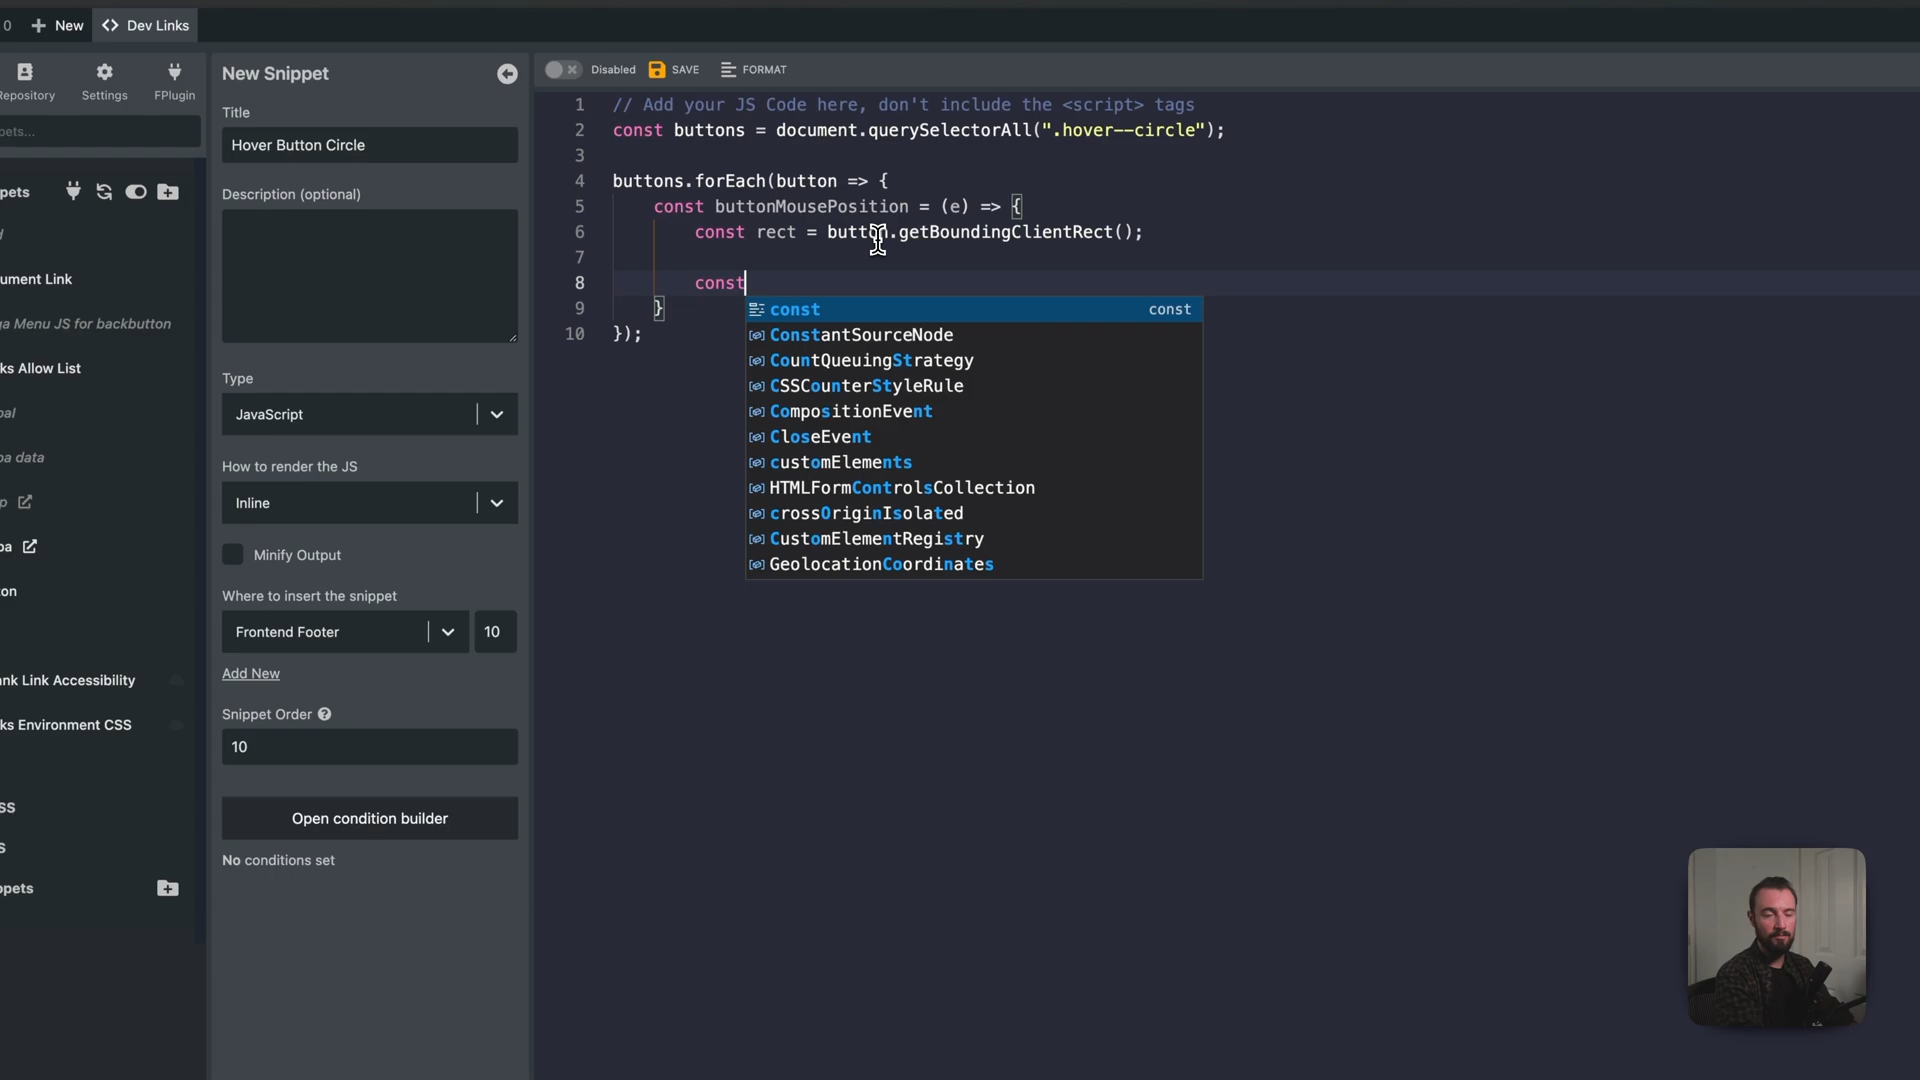 0 New Dev Links
Repository Settings FPlugin
pets...
pets
d
ument Link
ga Menu JS for backbutton
ks Allow List
pal
pa data
p
pa
ton
ank Link Accessibility
ks Environment CSS
SS
S
ppets
New Snippet
Title
Hover Button Circle
Description (optional)
Type
JavaScript
How to render the JS
Inline
Minify Output
Where to insert the snippet
Frontend Footer 10
Add New
Snippet Order
10
Open condition builder
No conditions set
Disabled SAVE FORMAT
1 // Add your JS Code here, don't include the <script> tags
2 const buttons = document.querySelectorAll(".hover--circle");
3
4 buttons.forEach(button => {
5 const buttonMousePosition = (e) => {
6 const rect = button.getBoundingClientRect();
7
8 const
9 }
10 });
const const
ConstantSourceNode
CountQueuingStrategy
CSSCounterStyleRule
CompositionEvent
CloseEvent
customElements
HTMLFormControlsCollection
crossOriginIsolated
CustomElementRegistry
GeolocationCoordinates